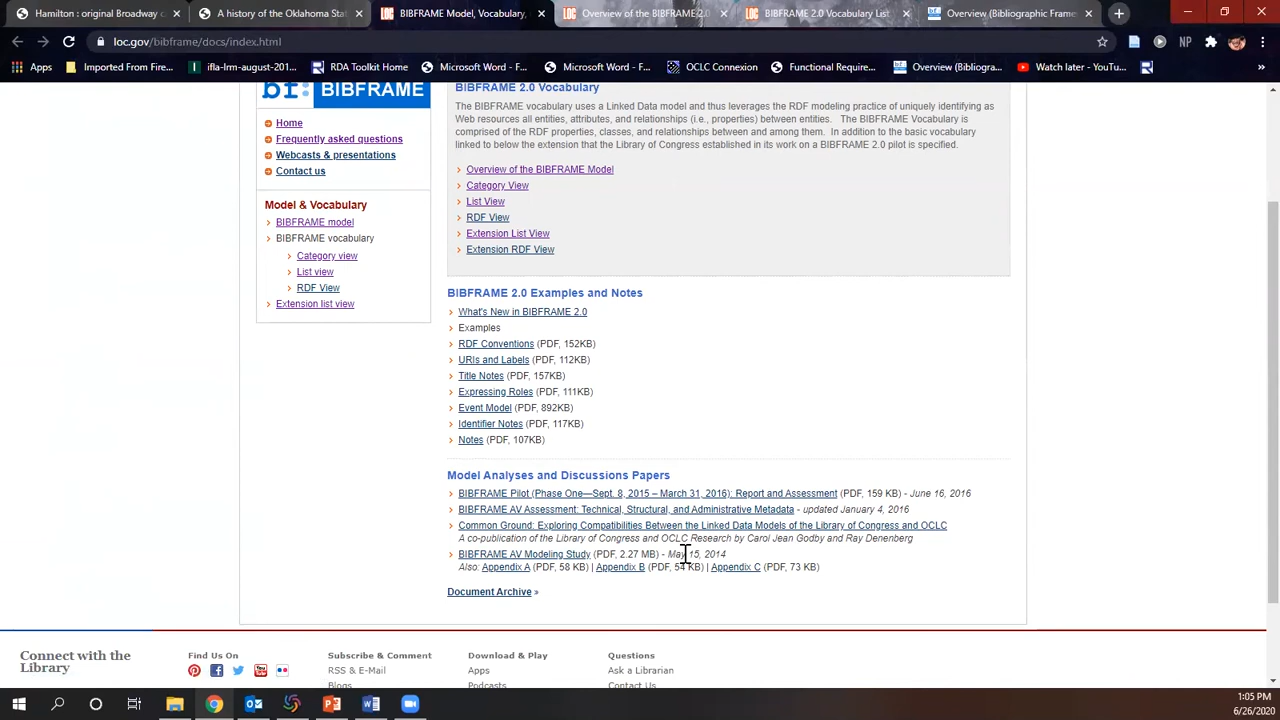 Hamilton : original Broadway c
A history of the Oklahoma Stat
BIBFRAME Model, Vocabulary,
Overview of the BIBFRAME 2.0
BIBFRAME 2.0 Vocabulary List
Overview (Bibliographic Frame
loc.gov/bibframe/docs/index.html
NP
Apps
Imported From Fire...
ifla-lrm-august-201...
RDA Toolkit Home
Microsoft Word - F...
Microsoft Word - F...
OCLC Connexion
Functional Require...
Overview (Bibliogra...
Watch later - YouTu...
»
bf: BIBFRAME
Home
Frequently asked questions
Webcasts & presentations
Contact us
Model & Vocabulary
BIBFRAME model
BIBFRAME vocabulary
Category view
List view
RDF View
Extension list view
BIBFRAME 2.0 Vocabulary
The BIBFRAME vocabulary uses a Linked Data model and thus leverages the RDF modeling practice of uniquely identifying as
Web resources all entities, attributes, and relationships (i.e., properties) between entities. The BIBFRAME Vocabulary is
comprised of the RDF properties, classes, and relationships between and among them. In addition to the basic vocabulary
linked to below the extension that the Library of Congress established in its work on a BIBFRAME 2.0 pilot is specified.
Overview of the BIBFRAME Model
Category View
List View
RDF View
Extension List View
Extension RDF View
BIBFRAME 2.0 Examples and Notes
What's New in BIBFRAME 2.0
Examples
RDF Conventions (PDF, 152KB)
URIs and Labels (PDF, 112KB)
Title Notes (PDF, 157KB)
Expressing Roles (PDF, 111KB)
Event Model (PDF, 892KB)
Identifier Notes (PDF, 117KB)
Notes (PDF, 107KB)
Model Analyses and Discussions Papers
BIBFRAME Pilot (Phase One—Sept. 8, 2015 – March 31, 2016): Report and Assessment (PDF, 159 KB) - June 16, 2016
BIBFRAME AV Assessment: Technical, Structural, and Administrative Metadata - updated January 4, 2016
Common Ground: Exploring Compatibilities Between the Linked Data Models of the Library of Congress and OCLC
A co-publication of the Library of Congress and OCLC Research by Carol Jean Godby and Ray Denenberg
BIBFRAME AV Modeling Study (PDF, 2.27 MB) - May 15, 2014
Also: Appendix A (PDF, 58 KB) | Appendix B (PDF, 54 KB) | Appendix C (PDF, 73 KB)
Document Archive »
Connect with the
Library
Find Us On
Subscribe & Comment
RSS & E-Mail
Blogs
Download & Play
Apps
Podcasts
Questions
Ask a Librarian
Contact Us
1:05 PM
6/26/2020